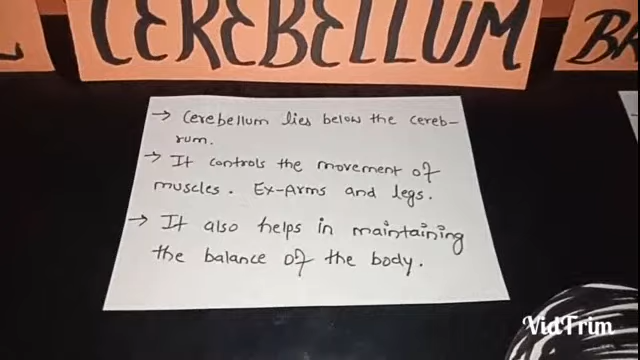 CEREBELLUM
→ Cerebellum lies below the cereb-
rum.
→ It controls the movement of
muscles. Ex-Arms and legs.
→ It also helps in maintaining
the balance of the body.
VidTrim